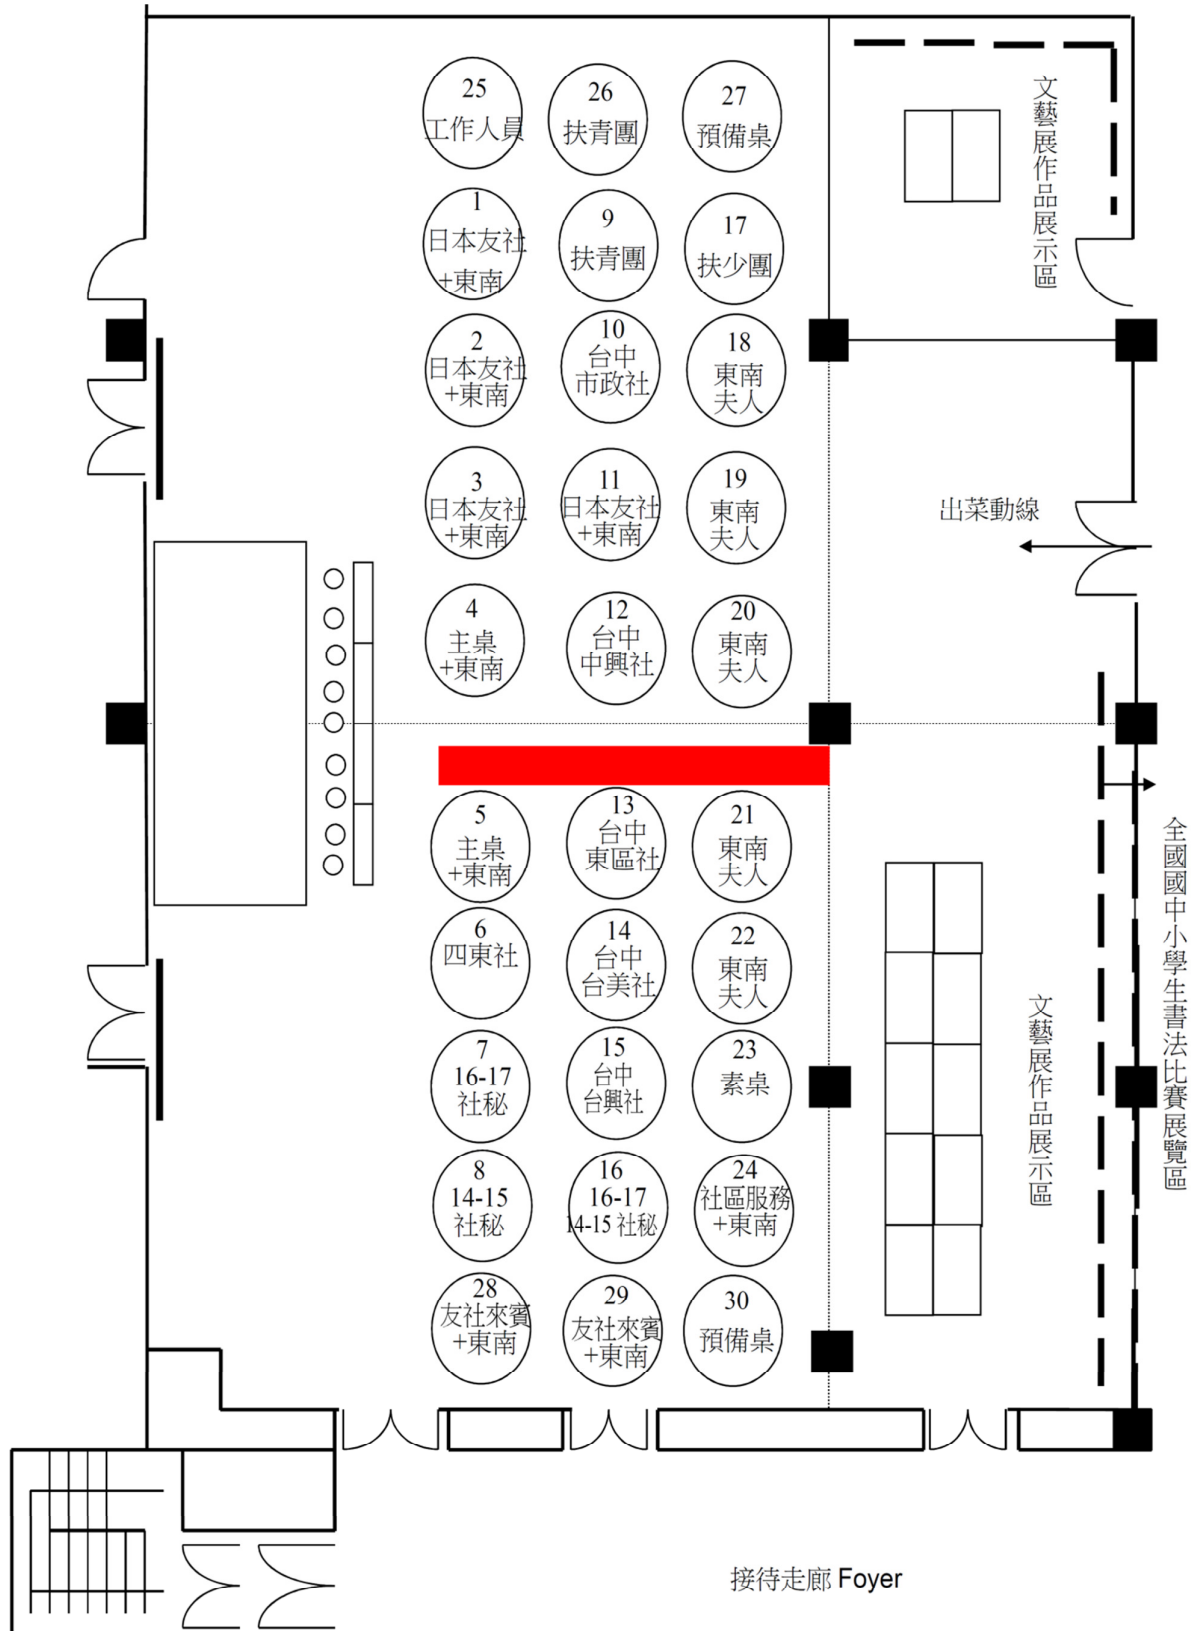 25
工作人員
26
扶青團
27
預備桌
1
日本友社
+東南
9
扶青團
17
扶少團
2
日本友社
+東南
10
台中
市政社
18
東南
夫人
3
日本友社
+東南
11
日本友社
+東南
19
東南
夫人
4
主桌
+東南
12
台中
中興社
20
東南
夫人
5
主桌
+東南
13
台中
東區社
21
東南
夫人
6
四東社
14
台中
台美社
22
東南
夫人
7
16-17
社秘
15
台中
台興社
23
素桌
8
14-15
社秘
16
16-17
14-15 社秘
24
社區服務
+東南
28
友社來賓
+東南
29
友社來賓
+東南
30
預備桌
文藝展作品展示區
出菜動線
全國國中小學生書法比賽展覽區
文藝展作品展示區
接待走廊 Foyer